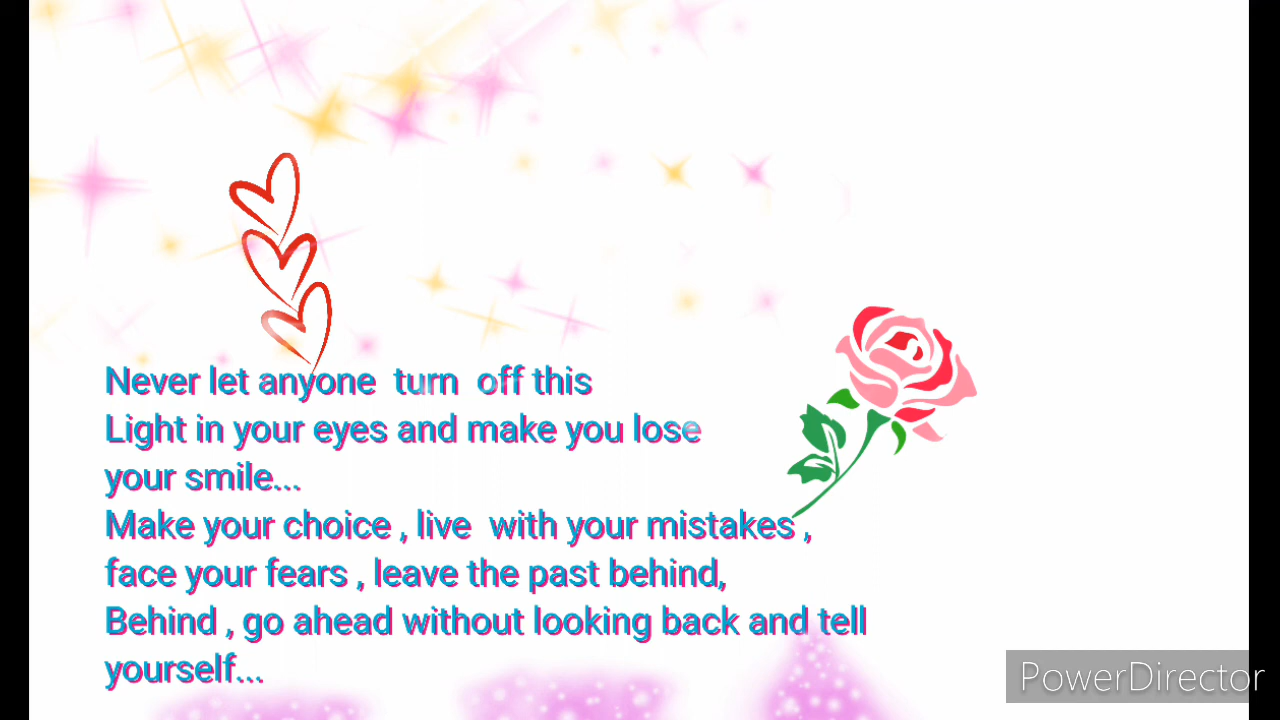 Never let anyone turn off this
Light in your eyes and make you lose
your smile...
Make your choice , live with your mistakes ,
face your fears , leave the past behind,
Behind , go ahead without looking back and tell
yourself...
PowerDirector